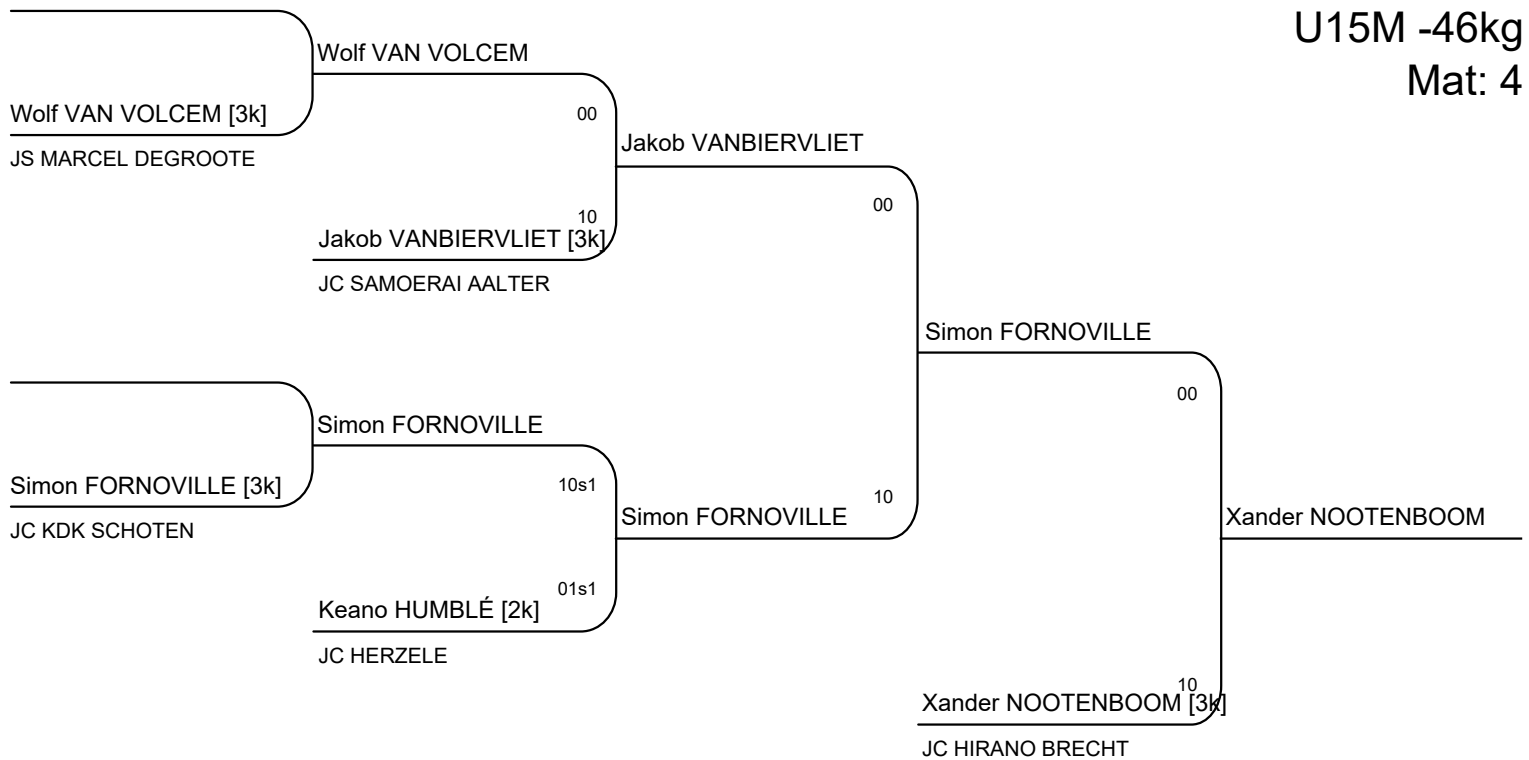 U15M -46kg
Mat: 4
Wolf VAN VOLCEM
Wolf VAN VOLCEM [3k]
JS MARCEL DEGROOTE
00
Jakob VANBIERVLIET
10
Jakob VANBIERVLIET [3k]
JC SAMOERAI AALTER
00
Simon FORNOVILLE
00
Simon FORNOVILLE
Simon FORNOVILLE [3k]
JC KDK SCHOTEN
10s1
Simon FORNOVILLE
10
Xander NOOTENBOOM
01s1
Keano HUMBLÉ [2k]
JC HERZELE
10
Xander NOOTENBOOM [3k]
JC HIRANO BRECHT